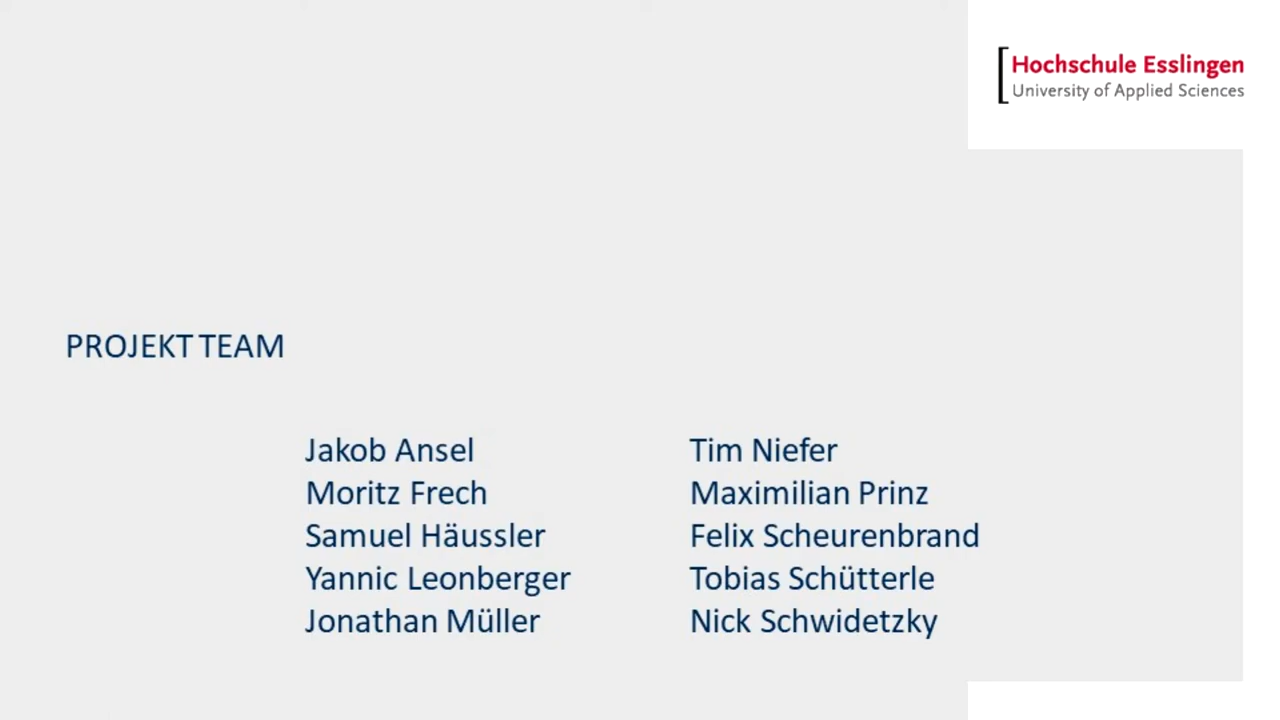 Hochschule Esslingen
University of Applied Sciences
PROJEKT TEAM
Jakob Ansel
Moritz Frech
Samuel Häussler
Yannic Leonberger
Jonathan Müller
Tim Niefer
Maximilian Prinz
Felix Scheurenbrand
Tobias Schütterle
Nick Schwidetzky